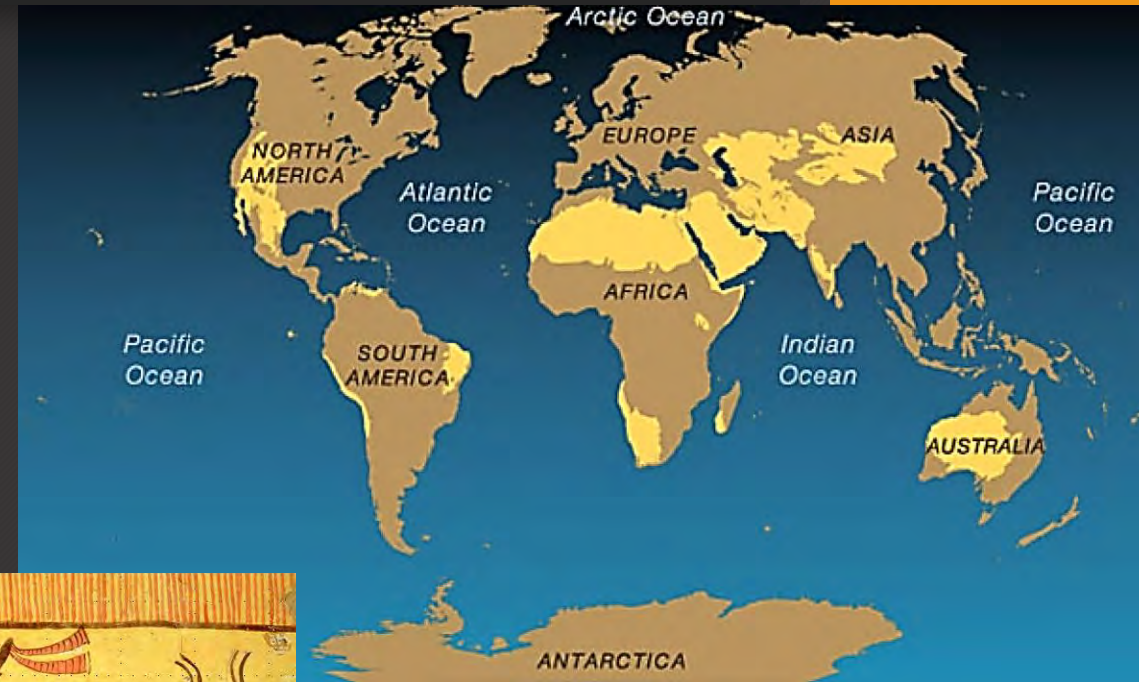 Arctic Ocean
NORTH
AMERICA
EUROPE
ASIA
Atlantic
Ocean
Pacific
Ocean
AFRICA
Pacific
Ocean
SOUTH
AMERICA
Indian
Ocean
AUSTRALIA
ANTARCTICA